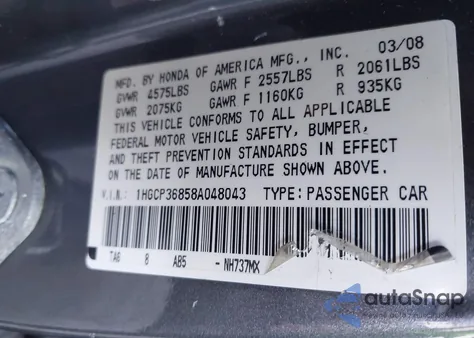 MFD. BY HONDA OF AMERICA MFG., INC. 03/08
GVWR 4575LBS GAWR F 2557LBS R 2061LBS
GVWR 2075KG GAWR F 1160KG R 935KG
THIS VEHICLE CONFORMS TO ALL APPLICABLE
FEDERAL MOTOR VEHICLE SAFETY, BUMPER,
AND THEFT PREVENTION STANDARDS IN EFFECT
ON THE DATE OF MANUFACTURE SHOWN ABOVE.
V.I.N.: 1HGCP36858A048043 TYPE: PASSENGER CAR
TA6 8 AB5 -NH737MX
autoSnap